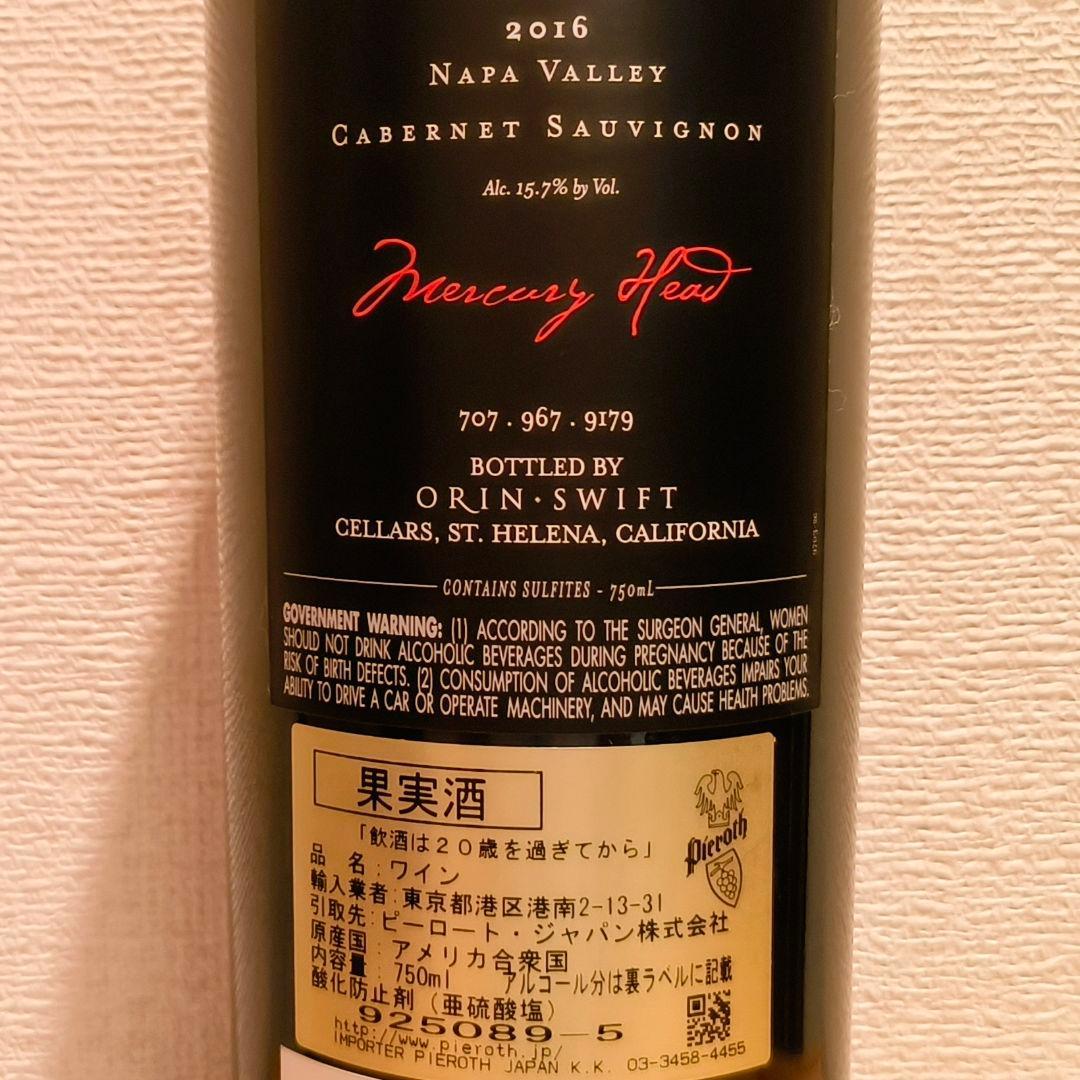 2016
NAPA VALLEY
CABERNET SAUVIGNON
Alc. 15.7% by Vol.
Mercury Head
707 . 967 . 9179
BOTTLED BY
ORIN · SWIFT
CELLARS, ST. HELENA, CALIFORNIA
CONTAINS SULFITES - 750mL
GOVERNMENT WARNING: (1) ACCORDING TO THE SURGEON GENERAL, WOMEN
SHOULD NOT DRINK ALCOHOLIC BEVERAGES DURING PREGNANCY BECAUSE OF THE
RISK OF BIRTH DEFECTS. (2) CONSUMPTION OF ALCOHOLIC BEVERAGES IMPAIRS YOUR
ABILITY TO DRIVE A CAR OR OPERATE MACHINERY, AND MAY CAUSE HEALTH PROBLEMS.
果実酒
Pieroth
「飲酒は20歳を過ぎてから」
品 名:ワイン
輸入業者:東京都港区港南2-13-31
引取先:ピーロート・ジャパン株式会社
原産国:アメリカ合衆国
内容量:750ml アルコール分は裏ラベルに記載
酸化防止剤(亜硫酸塩)
925089-5
http://www.pieroth.jp/
IMPORTER PIEROTH JAPAN K.K. 03-3458-4455